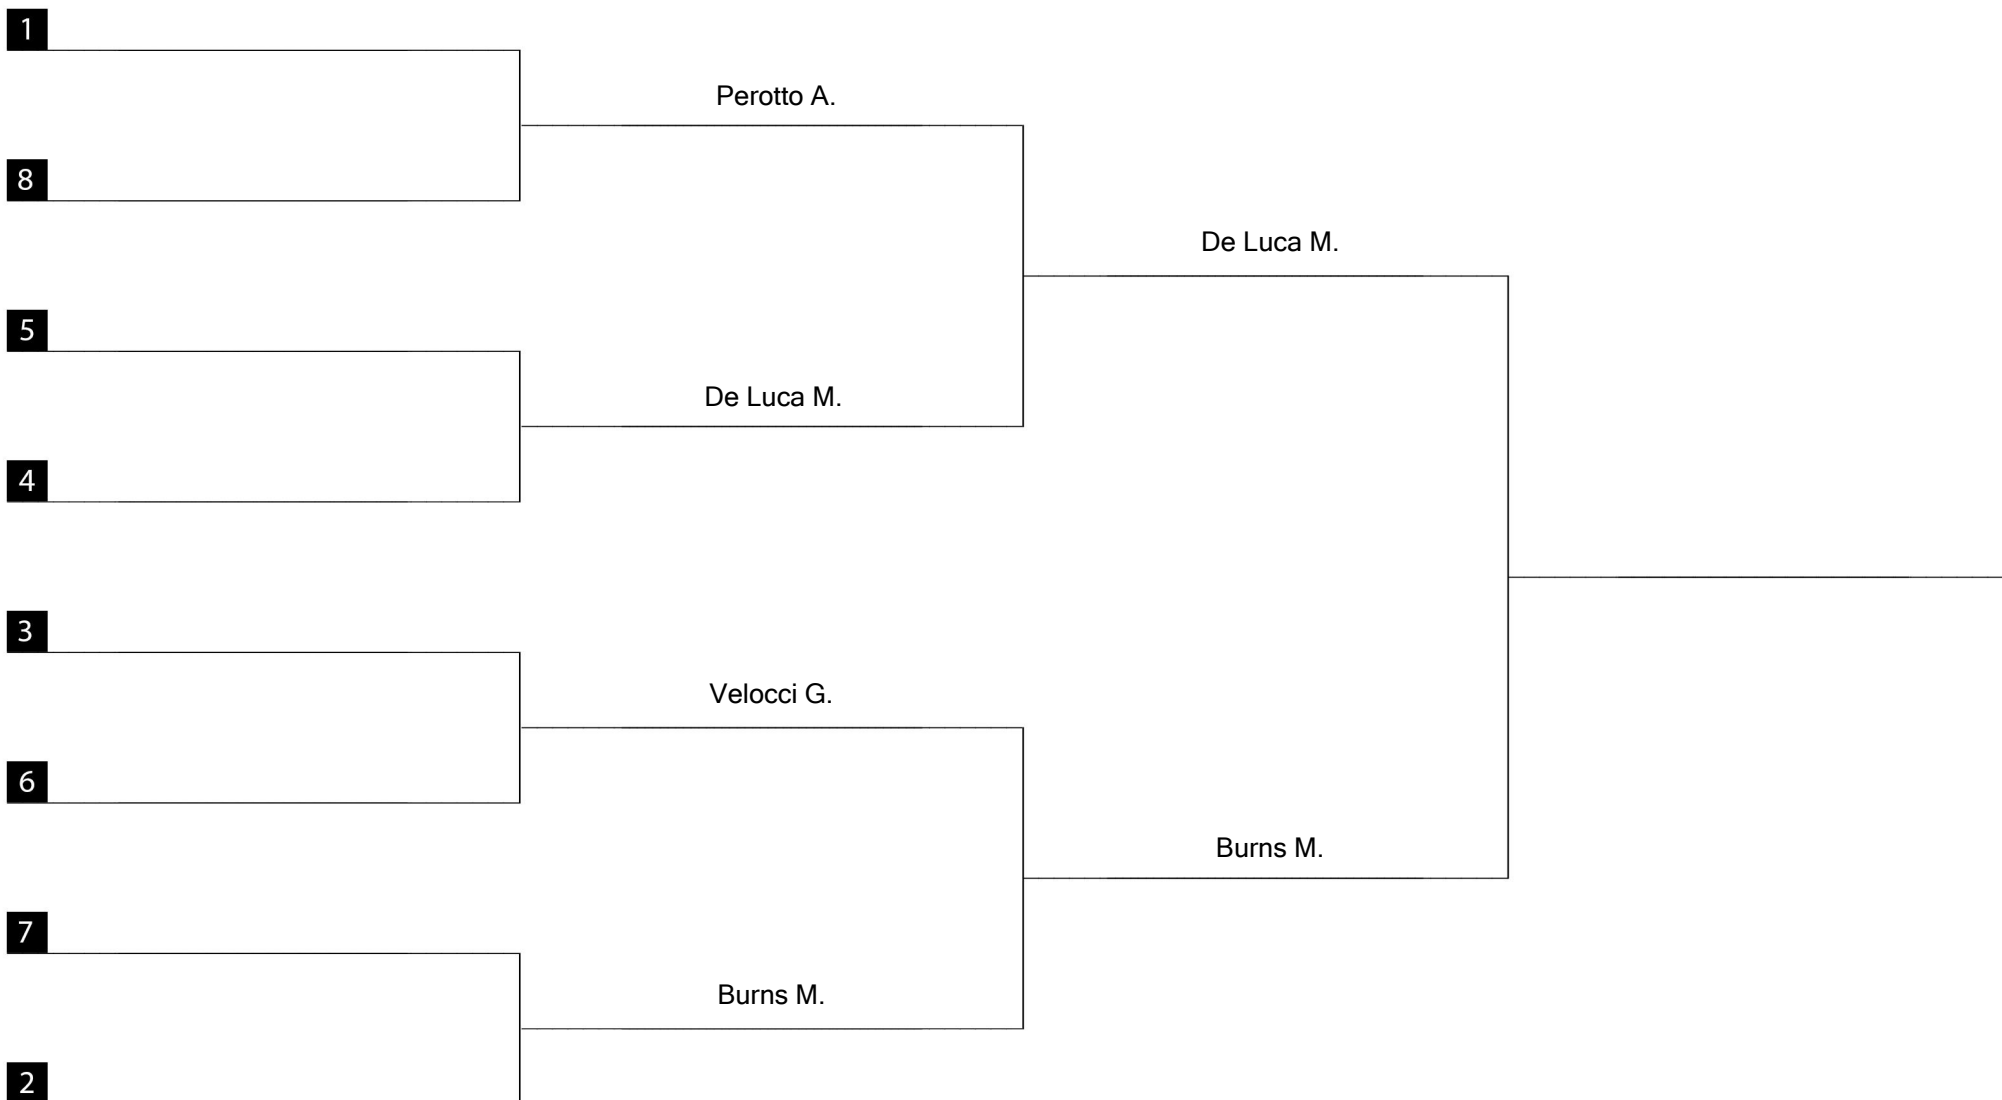 1
Perotto A.
8
De Luca M.
5
De Luca M.
4
3
Velocci G.
6
Burns M.
7
Burns M.
2